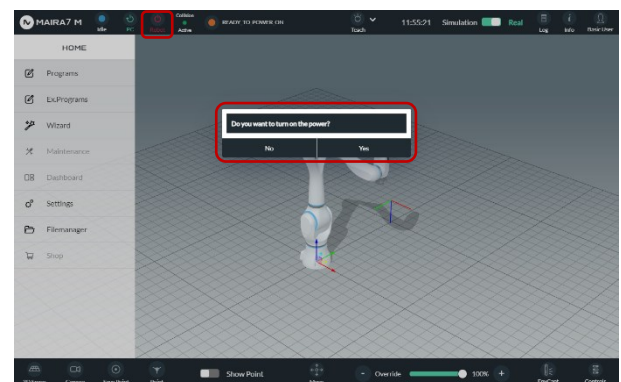 MAIRA7 M
Idle
PC
Robot
Collision
Active
READY TO POWER ON
Teach
11:55:21
Simulation
Real
Log
Info
Basic User
HOME
Programs
Ex.Programs
Wizard
Maintenance
Dashboard
Settings
Filemanager
Shop
Do you want to turn on the power?
No
Yes
Show Point
Override
100%